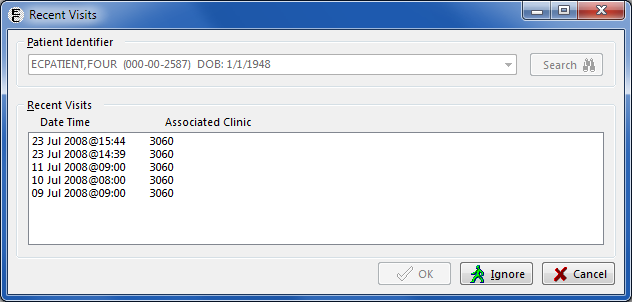 Recent Visits
Patient Identifier
ECPATIENT,FOUR (000-00-2587) DOB: 1/1/1948
Search
Recent Visits
Date Time Associated Clinic
23 Jul 2008@15:44 3060
23 Jul 2008@14:39 3060
11 Jul 2008@09:00 3060
10 Jul 2008@08:00 3060
09 Jul 2008@09:00 3060
OK Ignore Cancel